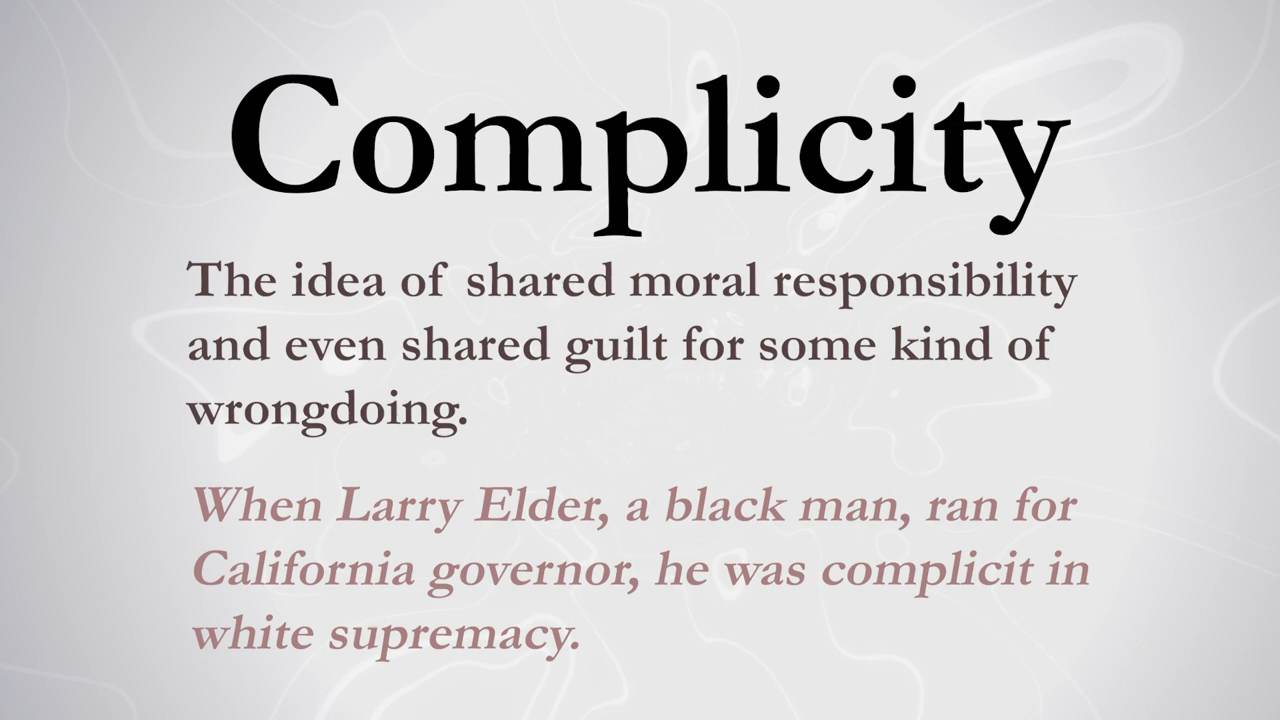 Complicity
The idea of shared moral responsibility
and even shared guilt for some kind of
wrongdoing.
When Larry Elder, a black man, ran for
California governor, he was complicit in
white supremacy.